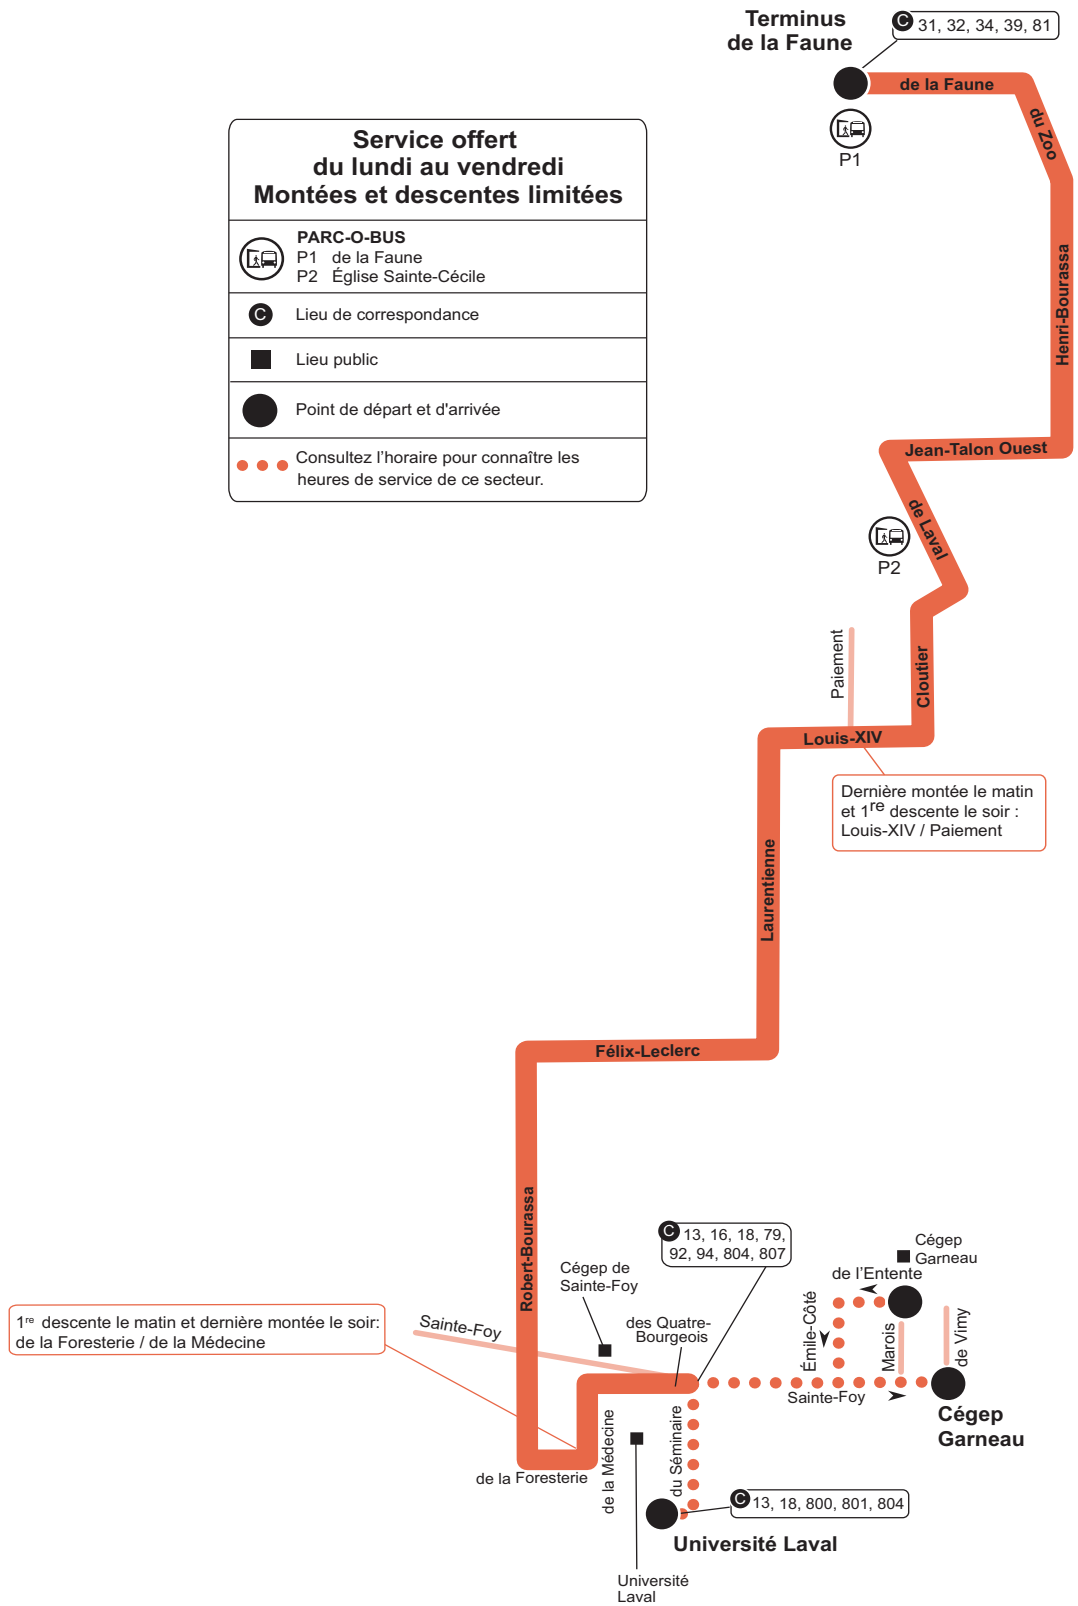 Terminus
de la Faune
C 31, 32, 34, 39, 81
de la Faune
du Zoo
P1
Service offert
du lundi au vendredi
Montées et descentes limitées
PARC-O-BUS
P1 de la Faune
P2 Église Sainte-Cécile
C Lieu de correspondance
Lieu public
Point de départ et d'arrivée
Consultez l'horaire pour connaître les
heures de service de ce secteur.
Henri-Bourassa
Jean-Talon Ouest
de Laval
P2
Paiement
Cloutier
Louis-XIV
Dernière montée le matin
et 1re descente le soir :
Louis-XIV / Paiement
Laurentienne
Félix-Leclerc
Robert-Bourassa
C 13, 16, 18, 79,
92, 94, 804, 807
Cégep de
Sainte-Foy
Cégep
Garneau
de l'Entente
1re descente le matin et dernière montée le soir:
de la Foresterie / de la Médecine
Sainte-Foy
des Quatre-
Bourgeois
Émile-Côté
Marois
de Vimy
Sainte-Foy
Cégep
Garneau
de la Foresterie
de la Médecine
du Séminaire
C 13, 18, 800, 801, 804
Université Laval
Université
Laval